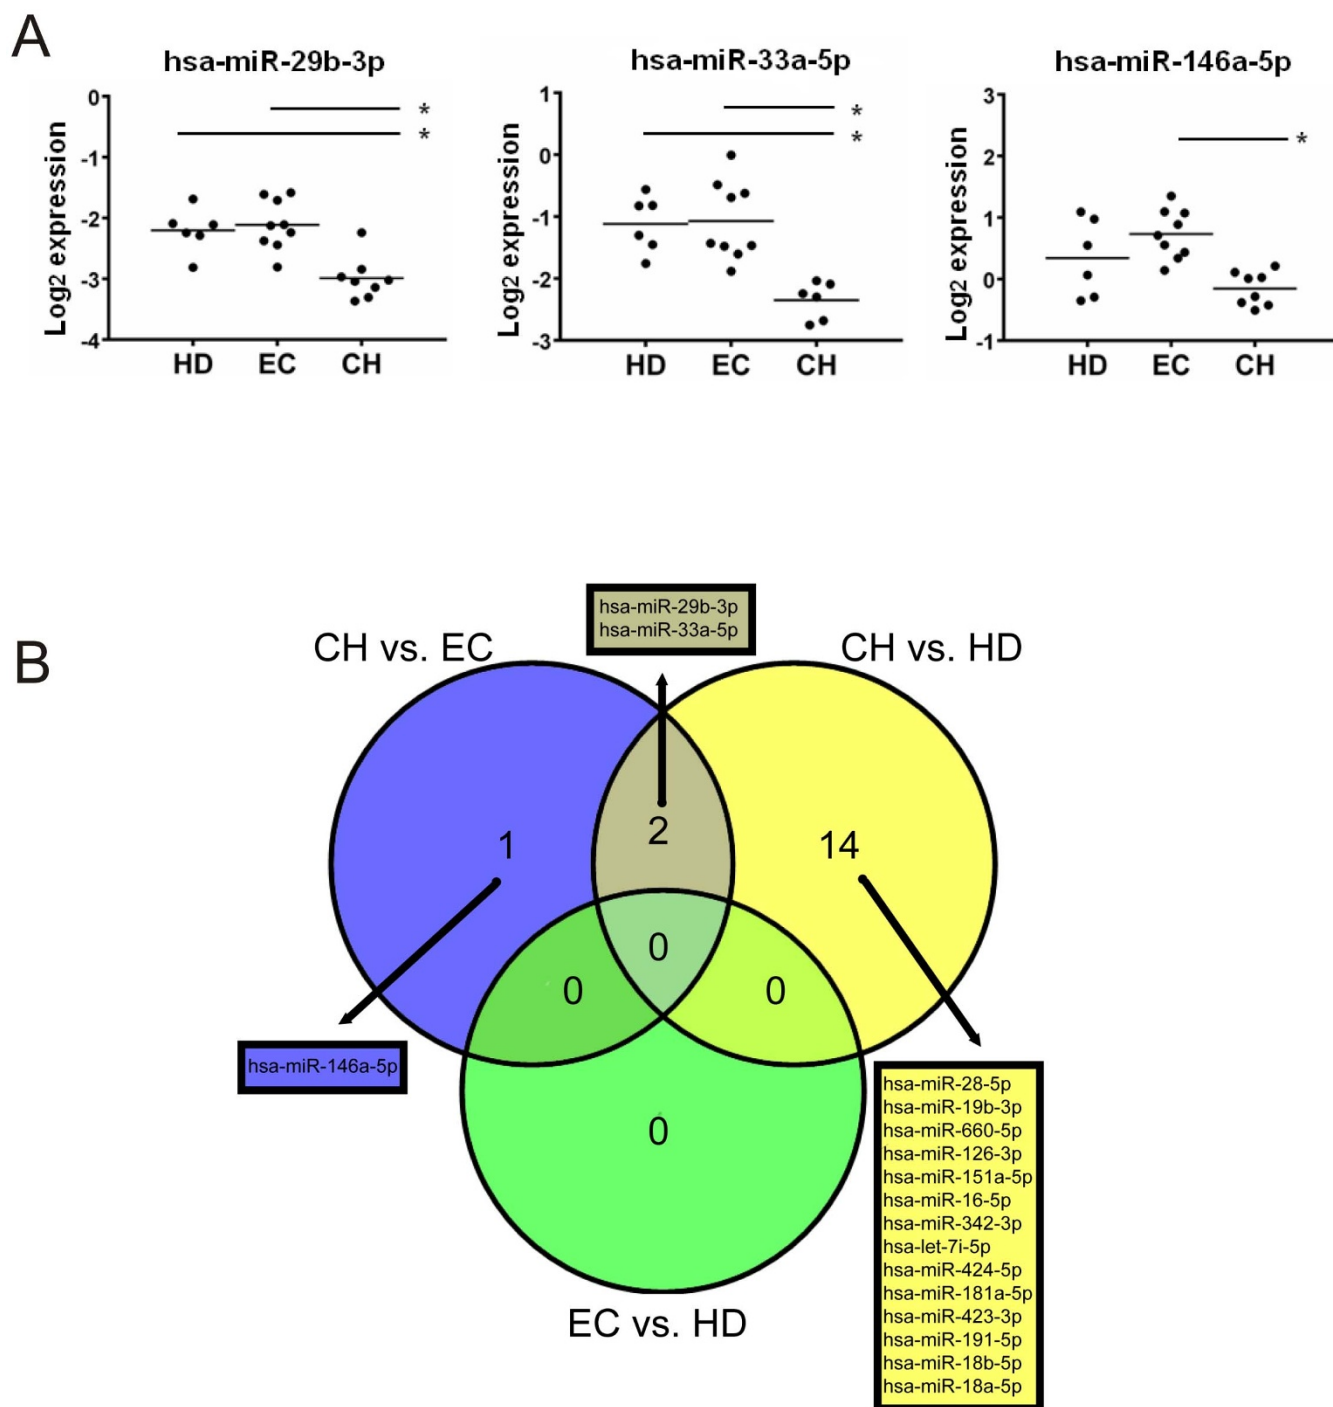 A
hsa-miR-29b-3p
Log2 expression
0
-1
-2
-3
-4
*
*
HD EC CH
hsa-miR-33a-5p
Log2 expression
1
0
-1
-2
-3
*
*
HD EC CH
hsa-miR-146a-5p
Log2 expression
3
2
1
0
-1
*
HD EC CH
B
hsa-miR-29b-3p
hsa-miR-33a-5p
CH vs. EC
CH vs. HD
1
2
14
0
0
0
0
hsa-miR-146a-5p
EC vs. HD
hsa-miR-28-5p
hsa-miR-19b-3p
hsa-miR-660-5p
hsa-miR-126-3p
hsa-miR-151a-5p
hsa-miR-16-5p
hsa-miR-342-3p
hsa-let-7i-5p
hsa-miR-424-5p
hsa-miR-181a-5p
hsa-miR-423-3p
hsa-miR-191-5p
hsa-miR-18b-5p
hsa-miR-18a-5p